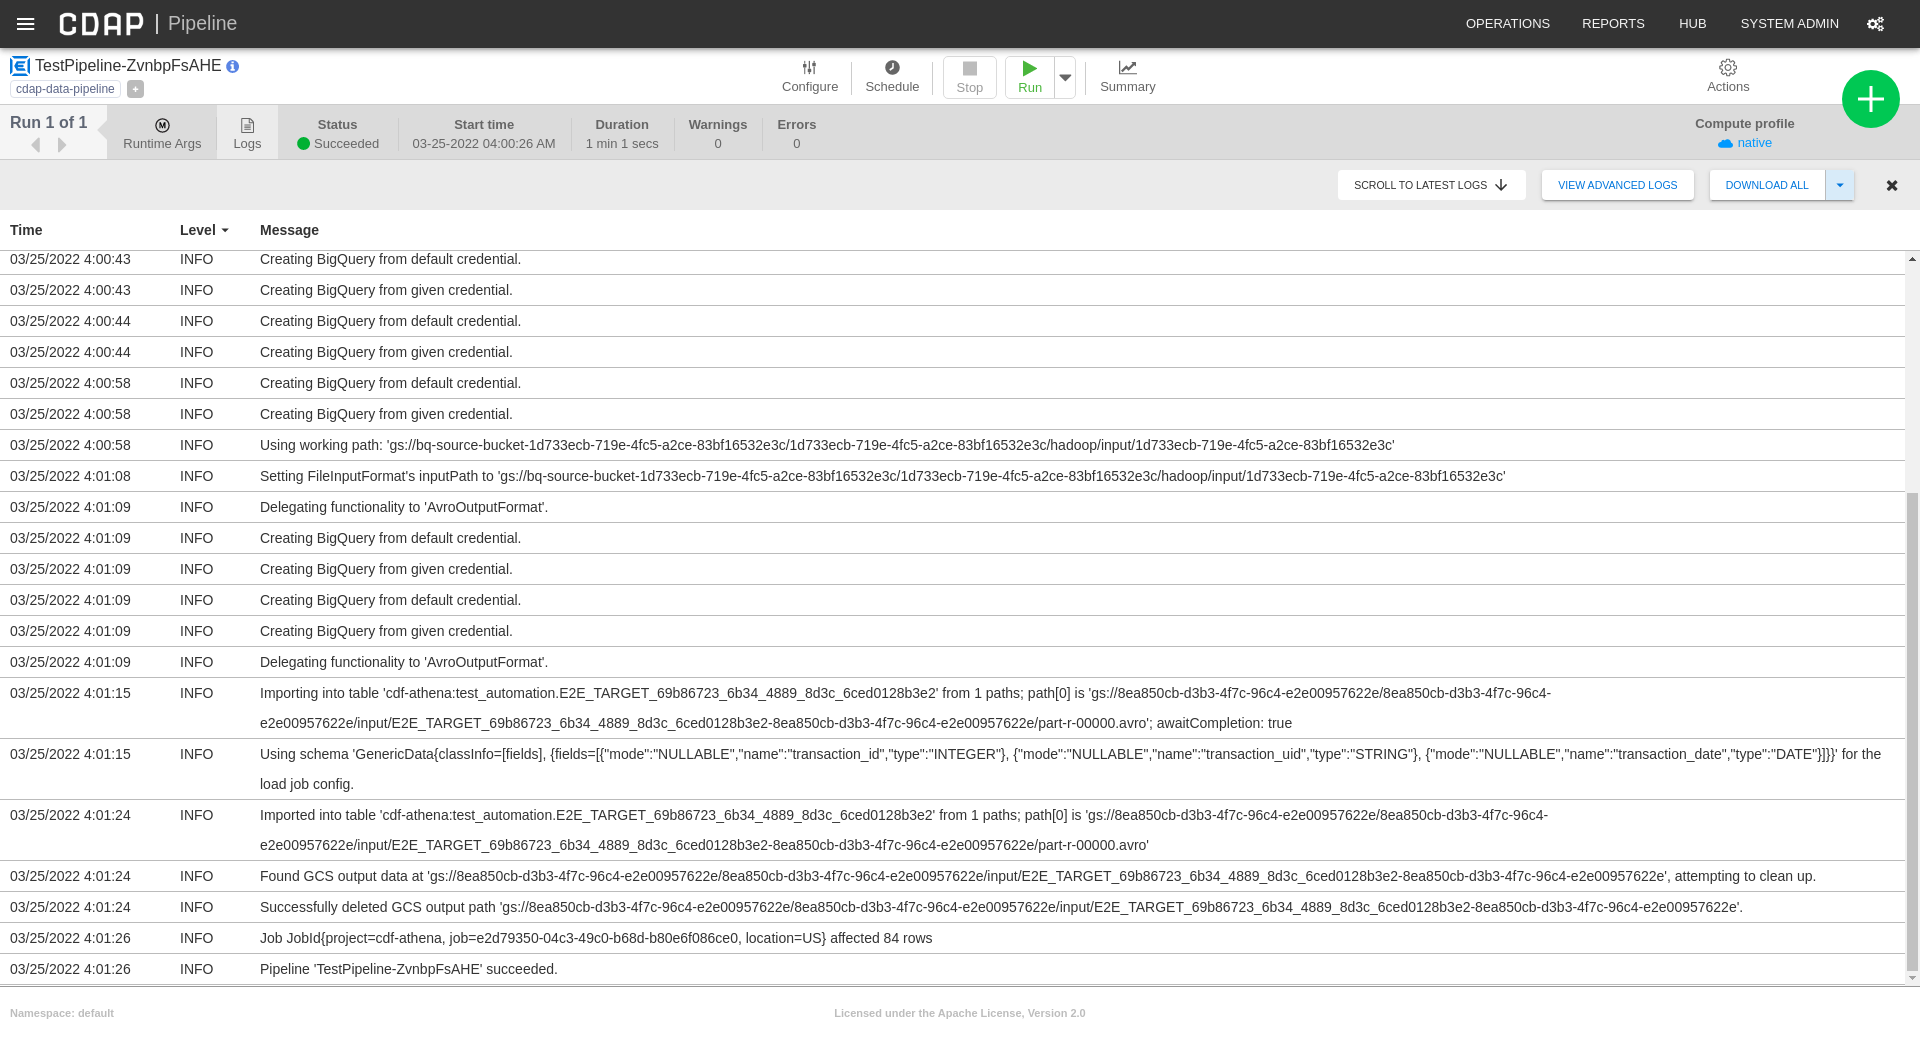 CDAP | Pipeline OPERATIONS REPORTS HUB SYSTEM ADMIN
TestPipeline-ZvnbpFsAHE
cdap-data-pipeline +
Configure Schedule Stop Run Summary Actions
Run 1 of 1
Runtime Args Logs
Status Start time Duration Warnings Errors Compute profile
Succeeded 03-25-2022 04:00:26 AM 1 min 1 secs 0 0 native
SCROLL TO LATEST LOGS VIEW ADVANCED LOGS DOWNLOAD ALL
Time Level Message
03/25/2022 4:00:43 INFO Creating BigQuery from default credential.
03/25/2022 4:00:43 INFO Creating BigQuery from given credential.
03/25/2022 4:00:44 INFO Creating BigQuery from default credential.
03/25/2022 4:00:44 INFO Creating BigQuery from given credential.
03/25/2022 4:00:58 INFO Creating BigQuery from default credential.
03/25/2022 4:00:58 INFO Creating BigQuery from given credential.
03/25/2022 4:00:58 INFO Using working path: 'gs://bq-source-bucket-1d733ecb-719e-4fc5-a2ce-83bf16532e3c/1d733ecb-719e-4fc5-a2ce-83bf16532e3c/hadoop/input/1d733ecb-719e-4fc5-a2ce-83bf16532e3c'
03/25/2022 4:01:08 INFO Setting FileInputFormat's inputPath to 'gs://bq-source-bucket-1d733ecb-719e-4fc5-a2ce-83bf16532e3c/1d733ecb-719e-4fc5-a2ce-83bf16532e3c/hadoop/input/1d733ecb-719e-4fc5-a2ce-83bf16532e3c'
03/25/2022 4:01:09 INFO Delegating functionality to 'AvroOutputFormat'.
03/25/2022 4:01:09 INFO Creating BigQuery from default credential.
03/25/2022 4:01:09 INFO Creating BigQuery from given credential.
03/25/2022 4:01:09 INFO Creating BigQuery from default credential.
03/25/2022 4:01:09 INFO Creating BigQuery from given credential.
03/25/2022 4:01:09 INFO Delegating functionality to 'AvroOutputFormat'.
03/25/2022 4:01:15 INFO Importing into table 'cdf-athena:test_automation.E2E_TARGET_69b86723_6b34_4889_8d3c_6ced0128b3e2' from 1 paths; path[0] is 'gs://8ea850cb-d3b3-4f7c-96c4-e2e00957622e/8ea850cb-d3b3-4f7c-96c4-
e2e00957622e/input/E2E_TARGET_69b86723_6b34_4889_8d3c_6ced0128b3e2-8ea850cb-d3b3-4f7c-96c4-e2e00957622e/part-r-00000.avro'; awaitCompletion: true
03/25/2022 4:01:15 INFO Using schema 'GenericData{classInfo=[fields], {fields=[{"mode":"NULLABLE","name":"transaction_id","type":"INTEGER"}, {"mode":"NULLABLE","name":"transaction_uid","type":"STRING"}, {"mode":"NULLABLE","name":"transaction_date","type":"DATE"}]}}' for the
load job config.
03/25/2022 4:01:24 INFO Imported into table 'cdf-athena:test_automation.E2E_TARGET_69b86723_6b34_4889_8d3c_6ced0128b3e2' from 1 paths; path[0] is 'gs://8ea850cb-d3b3-4f7c-96c4-e2e00957622e/8ea850cb-d3b3-4f7c-96c4-
e2e00957622e/input/E2E_TARGET_69b86723_6b34_4889_8d3c_6ced0128b3e2-8ea850cb-d3b3-4f7c-96c4-e2e00957622e/part-r-00000.avro'
03/25/2022 4:01:24 INFO Found GCS output data at 'gs://8ea850cb-d3b3-4f7c-96c4-e2e00957622e/8ea850cb-d3b3-4f7c-96c4-e2e00957622e/input/E2E_TARGET_69b86723_6b34_4889_8d3c_6ced0128b3e2-8ea850cb-d3b3-4f7c-96c4-e2e00957622e', attempting to clean up.
03/25/2022 4:01:24 INFO Successfully deleted GCS output path 'gs://8ea850cb-d3b3-4f7c-96c4-e2e00957622e/8ea850cb-d3b3-4f7c-96c4-e2e00957622e/input/E2E_TARGET_69b86723_6b34_4889_8d3c_6ced0128b3e2-8ea850cb-d3b3-4f7c-96c4-e2e00957622e'.
03/25/2022 4:01:26 INFO Job JobId{project=cdf-athena, job=e2d79350-04c3-49c0-b68d-b80e6f086ce0, location=US} affected 84 rows
03/25/2022 4:01:26 INFO Pipeline 'TestPipeline-ZvnbpFsAHE' succeeded.
Namespace: default Licensed under the Apache License, Version 2.0